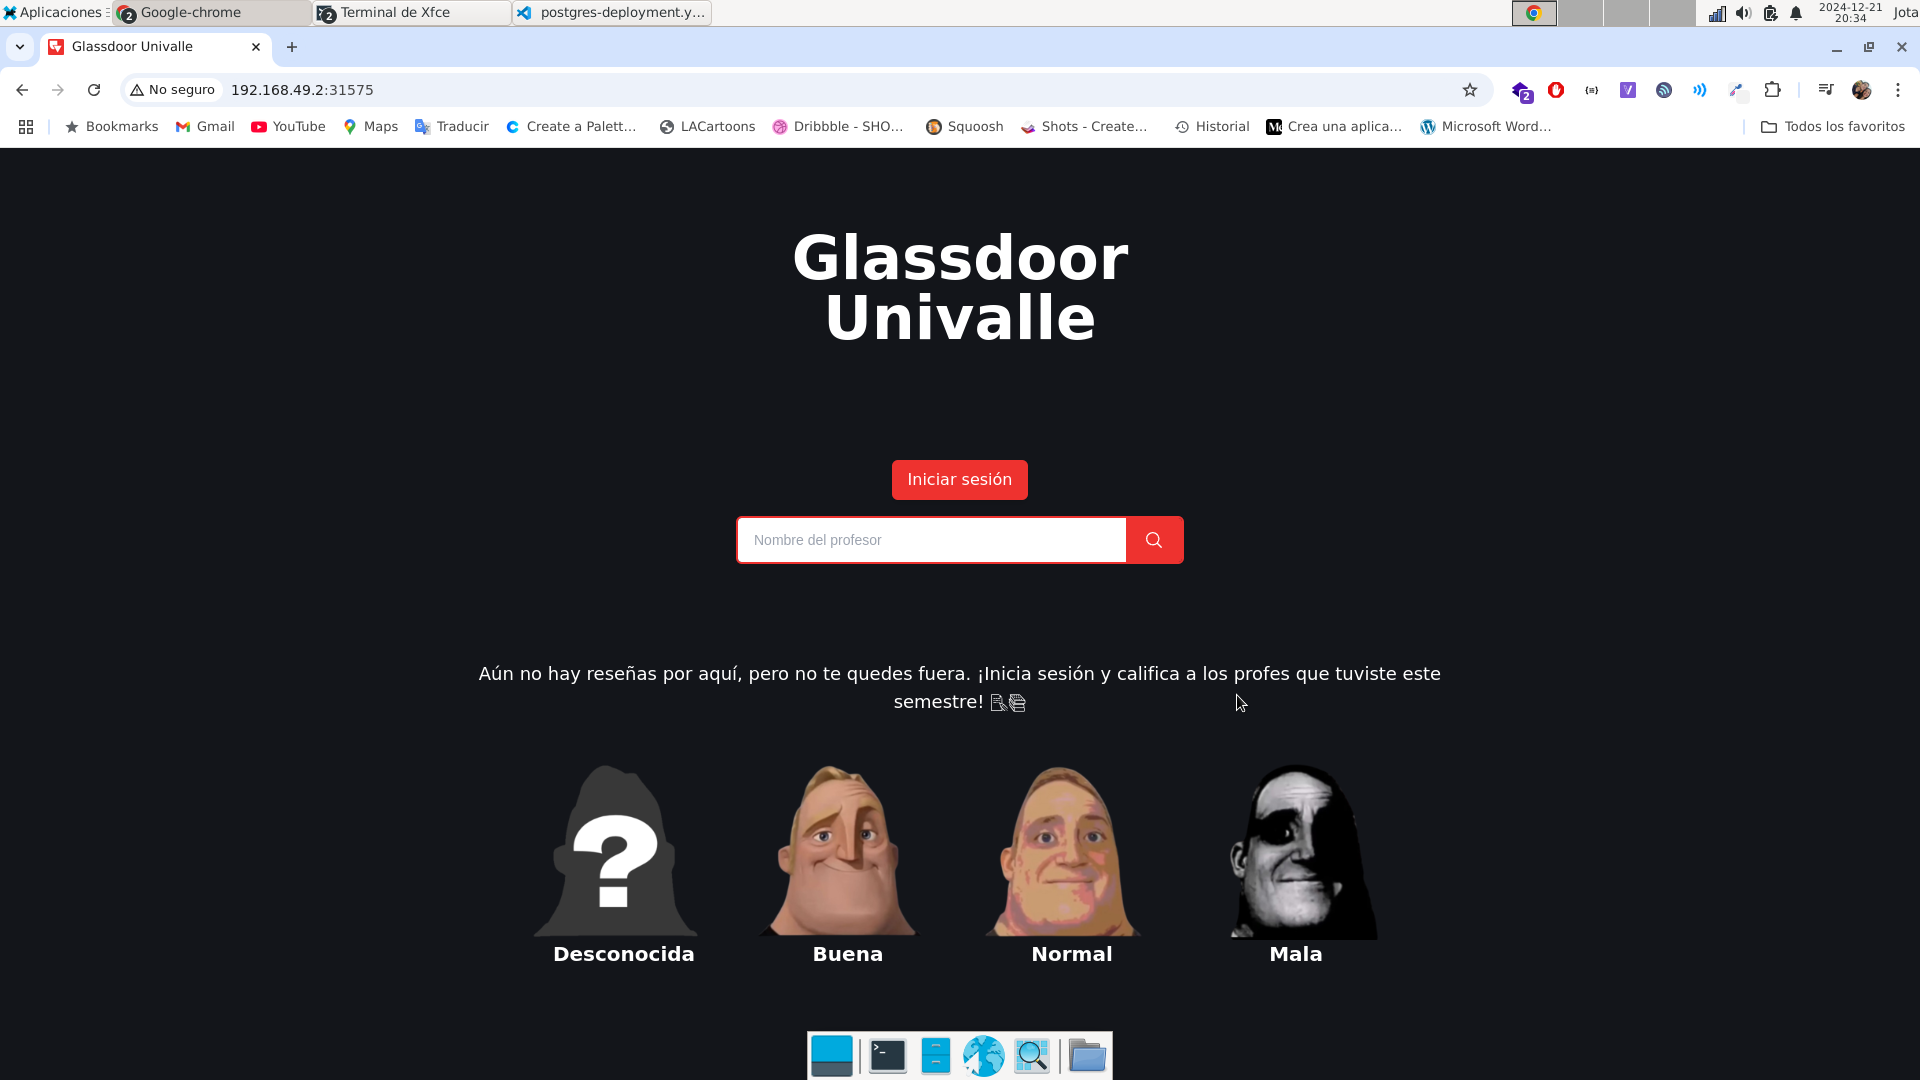 Aplicaciones
2 Google-chrome
2 Terminal de Xfce
postgres-deployment.y...
2024-12-21
20:34
Jota
Glassdoor Univalle
No seguro
192.168.49.2:31575
2
Bookmarks
Gmail
YouTube
Maps
Traducir
Create a Palett...
LACartoons
Dribbble - SHO...
Squoosh
Shots - Create...
Historial
Crea una aplica...
Microsoft Word...
Todos los favoritos
Glassdoor
Univalle
Iniciar sesión
Nombre del profesor
Aún no hay reseñas por aquí, pero no te quedes fuera. ¡Inicia sesión y califica a los profes que tuviste este
semestre!
?
Desconocida
Buena
Normal
Mala